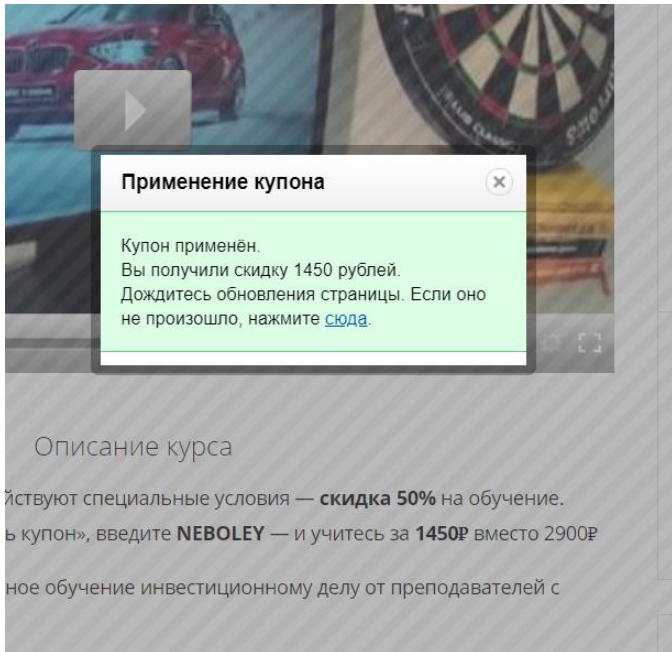 Применение купона
Купон применён.
Вы получили скидку 1450 рублей.
Дождитесь обновления страницы. Если оно
не произошло, нажмите сюда.
Описание курса
йствуют специальные условия — скидка 50% на обучение.
ь купон», введите NEBOLEY — и учитесь за 1450₽ вместо 2900₽
ное обучение инвестиционному делу от преподавателей с